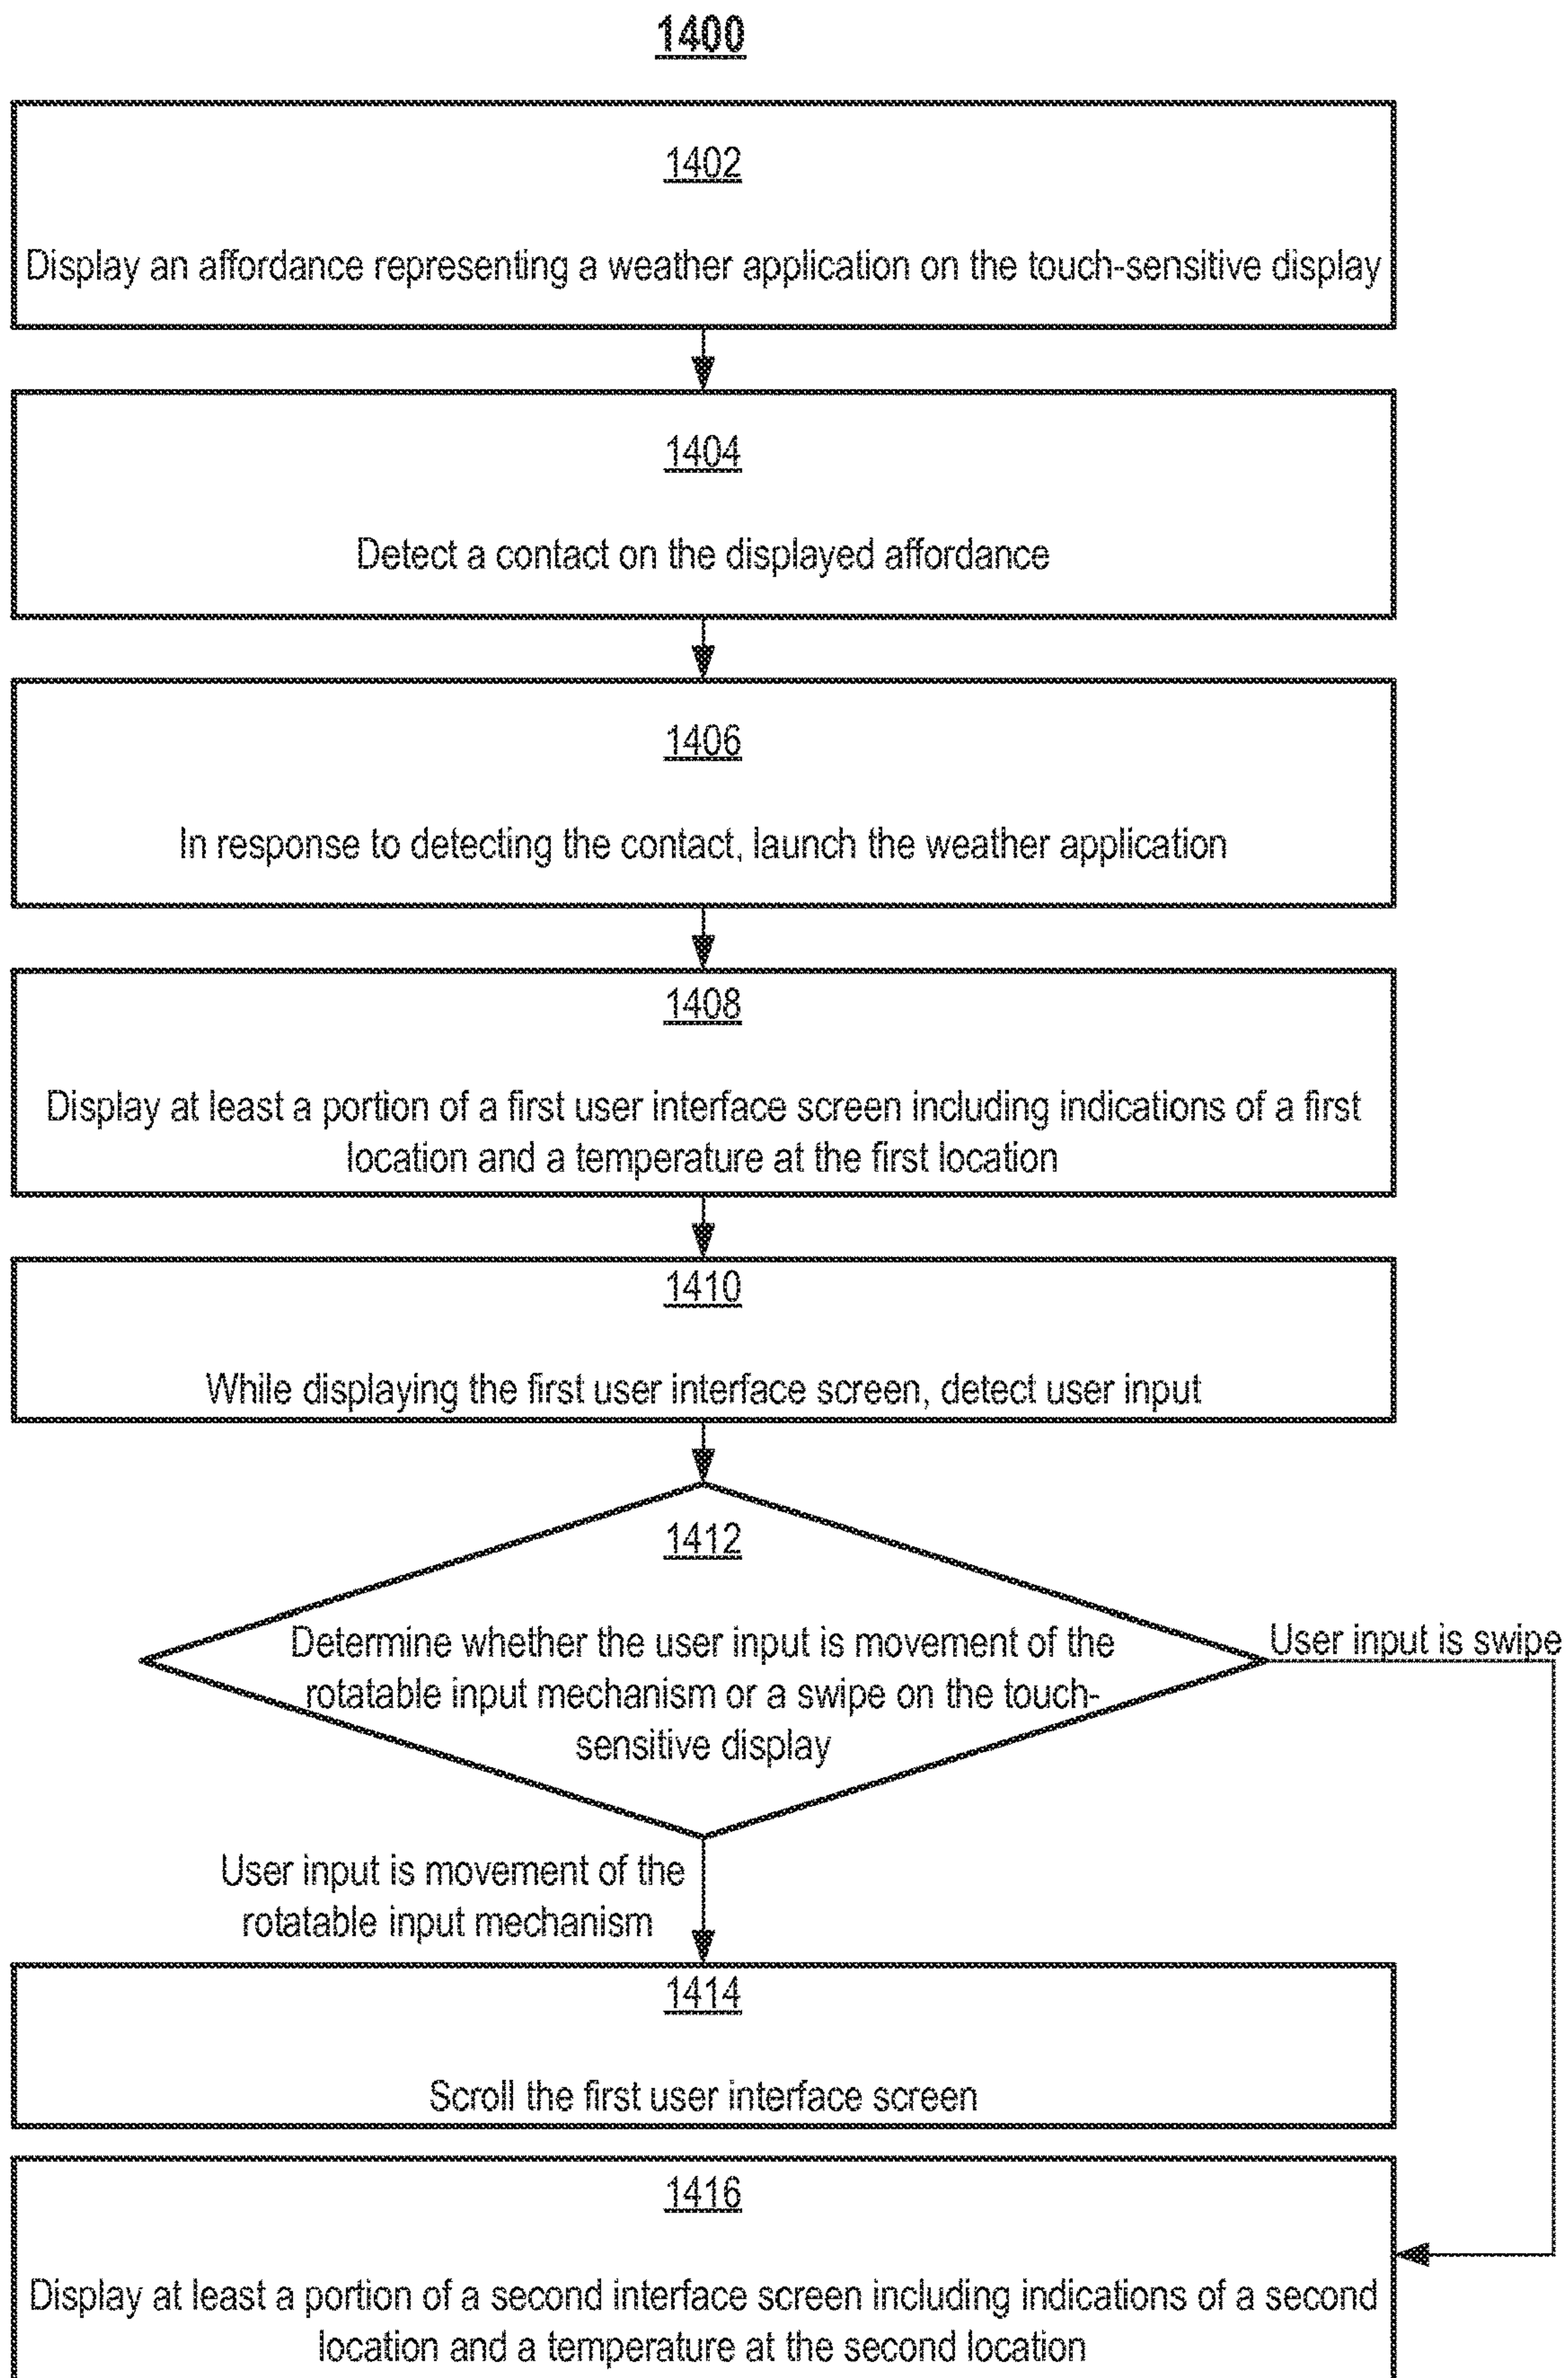 1400
1402
Display an affordance representing a weather application on the touch-sensitive display
1404
Detect a contact on the displayed affordance
1406
In response to detecting the contact, launch the weather application
1408
Display at least a portion of a first user interface screen including indications of a first
location and a temperature at the first location
1410
While displaying the first user interface screen, detect user input
1412
Determine whether the user input is movement of the
rotatable input mechanism or a swipe on the touch-
sensitive display
User input is swipe
User input is movement of the
rotatable input mechanism
1414
Scroll the first user interface screen
1416
Display at least a portion of a second interface screen including indications of a second
location and a temperature at the second location